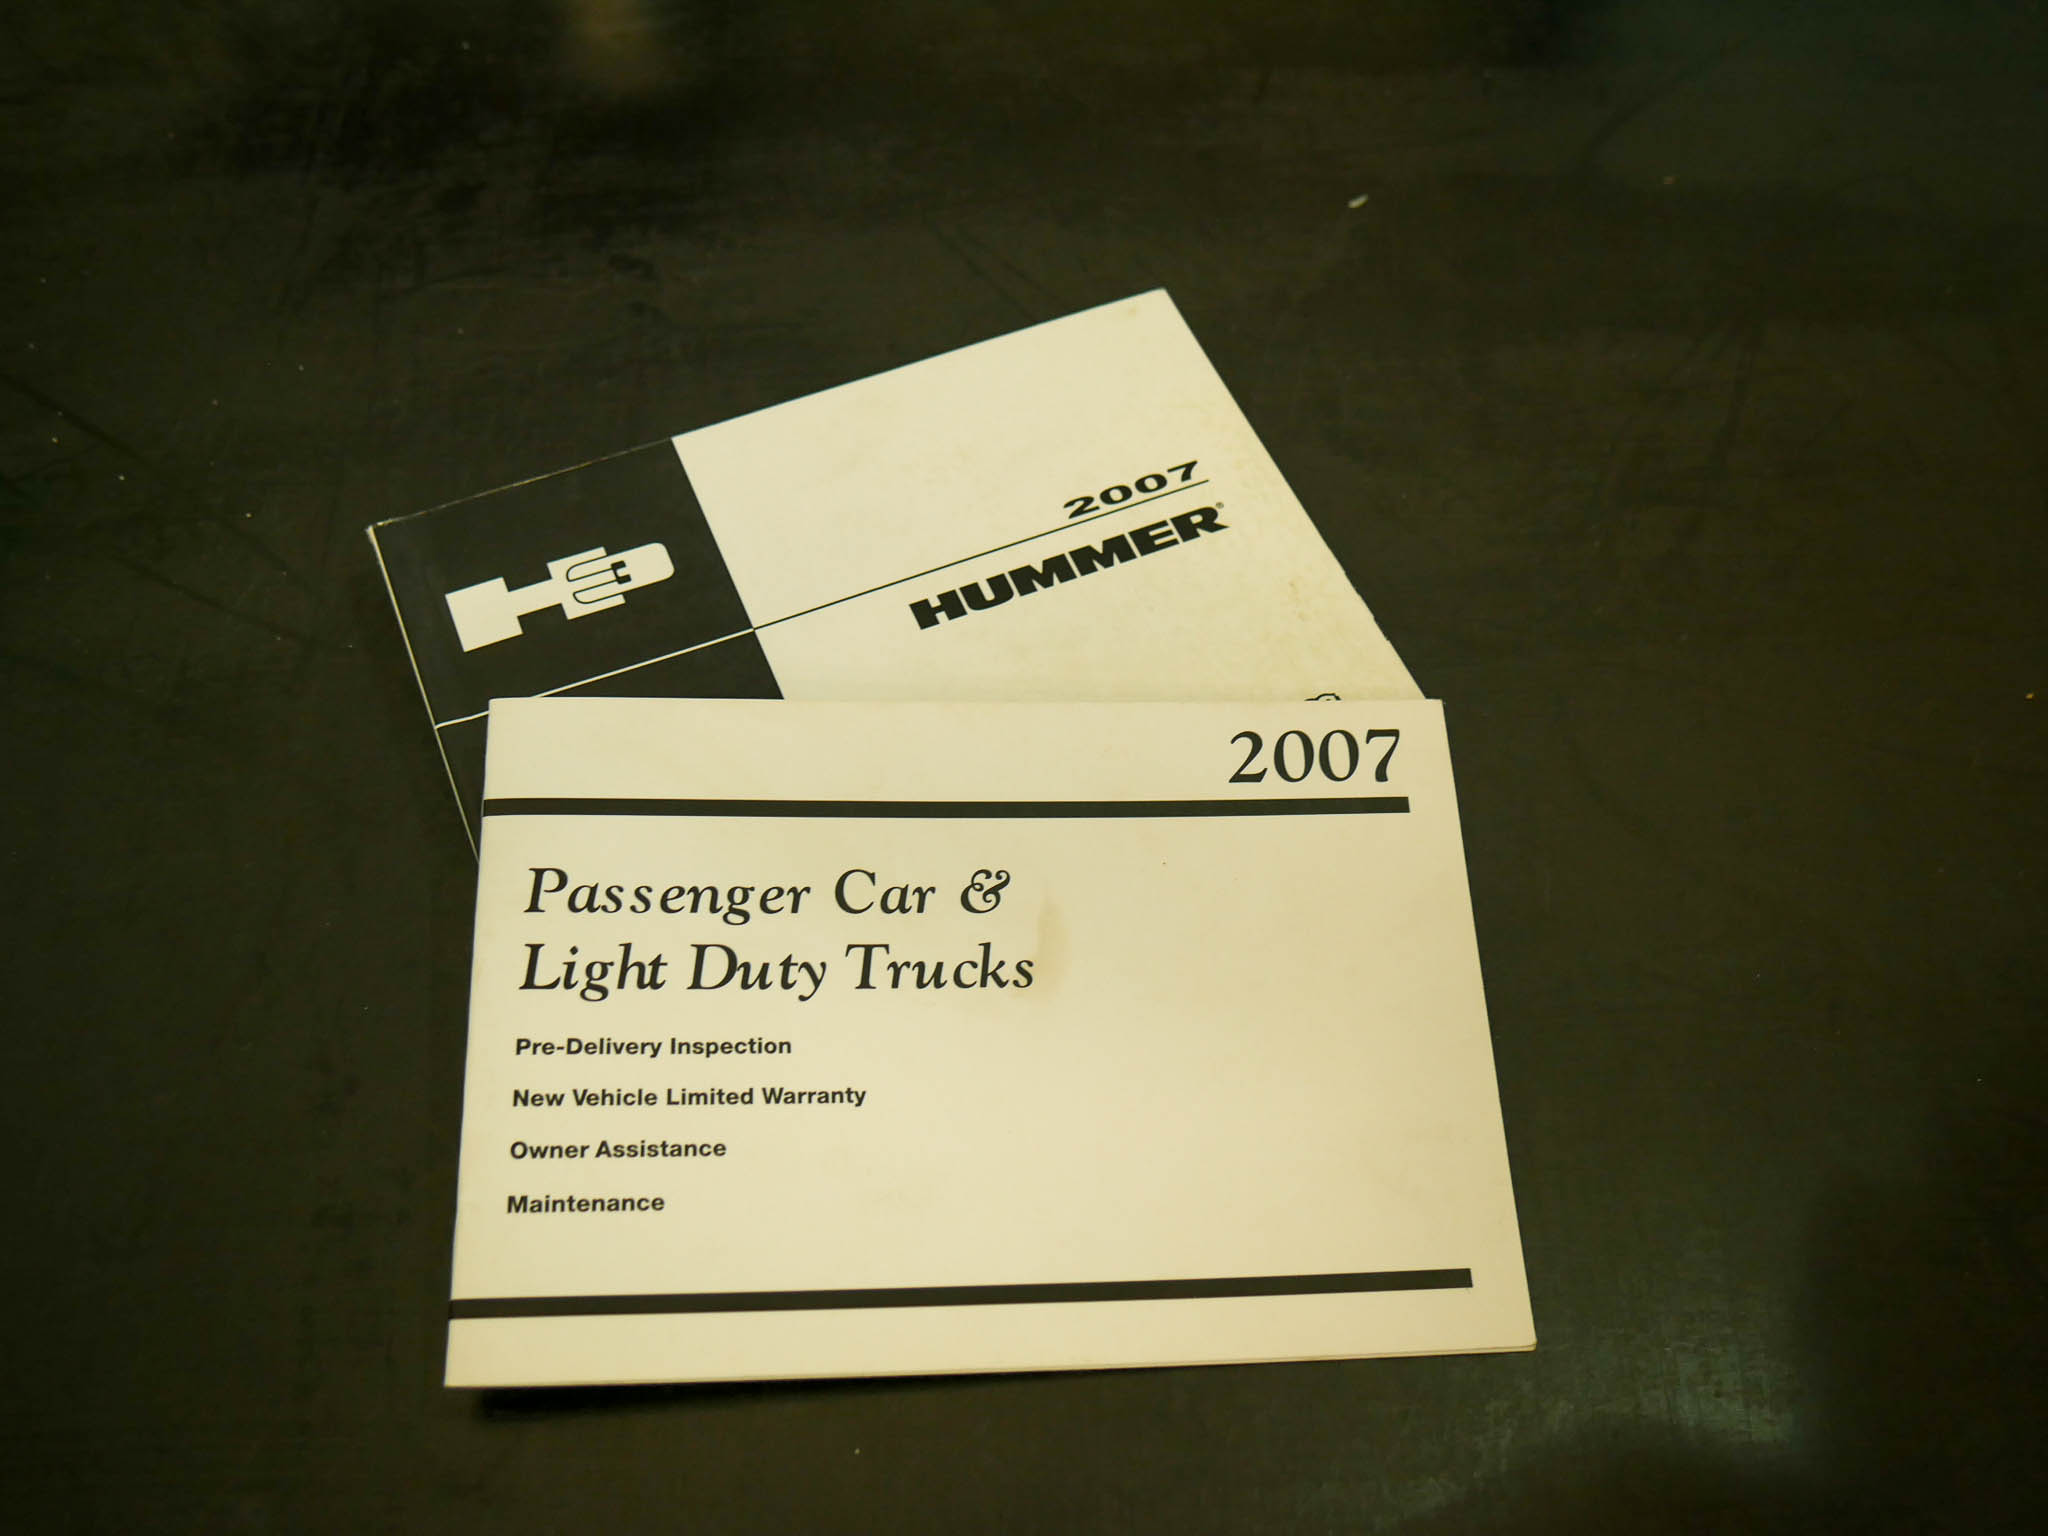 2007
HUMMER®
2007
Passenger Car &
Light Duty Trucks
Pre-Delivery Inspection
New Vehicle Limited Warranty
Owner Assistance
Maintenance